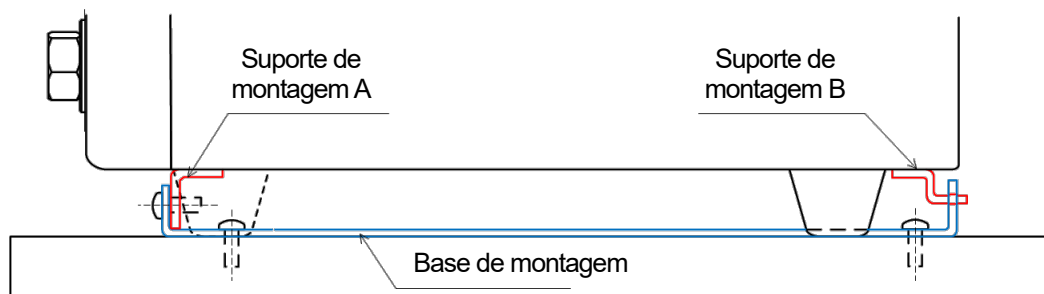 Suporte de
montagem A
Suporte de
montagem B
Base de montagem